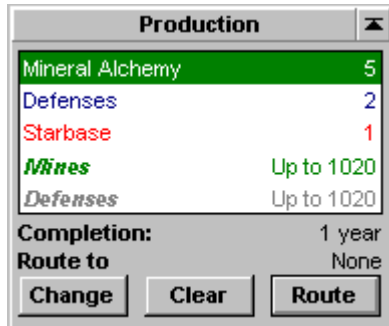 Production
Mineral Alchemy 5
Defenses 2
Starbase 1
Mines Up to 1020
Defenses Up to 1020
Completion: 1 year
Route to None
Change Clear Route